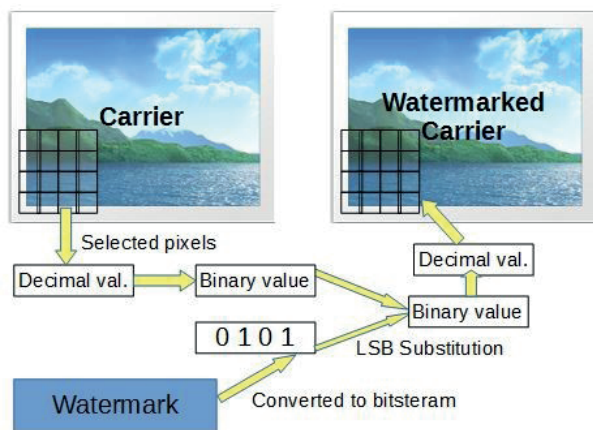 Carrier
Watermarked
Carrier
Selected pixels
Decimal val.
Binary value
Decimal val.
Binary value
0 1 0 1
LSB Substitution
Watermark
Converted to bitsteram